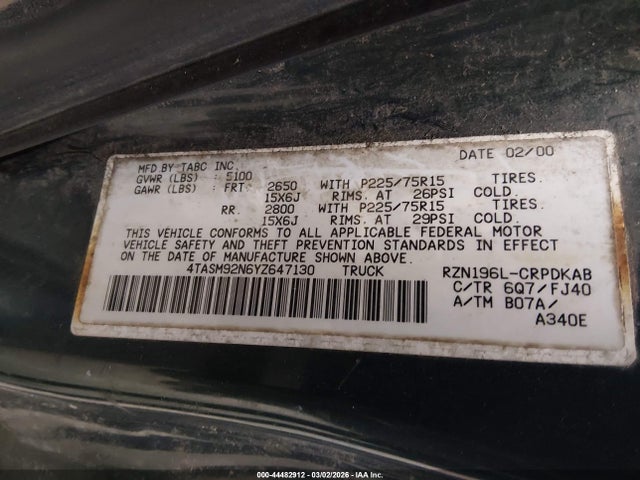 DATE 02/00
MFD BY TABC INC.
GVWR (LBS) : 5100
GAWR (LBS) : FRT. 2650 WITH P225/75R15 TIRES.
15X6J RIMS. AT 26PSI COLD.
RR. 2800 WITH P225/75R15 TIRES.
15X6J RIMS. AT 29PSI COLD.
THIS VEHICLE CONFORMS TO ALL APPLICABLE FEDERAL MOTOR
VEHICLE SAFETY AND THEFT PREVENTION STANDARDS IN EFFECT
ON THE DATE OF MANUFACTURE SHOWN ABOVE.
4TASM92N6YZ647130 TRUCK RZN196L-CRPDKAB
C/TR 6Q7/FJ40
A/TM B07A/
A340E
000-44482912 - 03/02/2026 - IAA Inc.